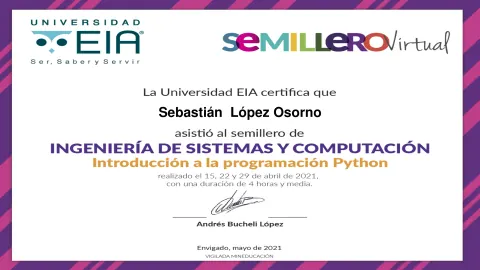 UNIVERSIDAD
EIA
Ser, Saber y Servir
SEMILLERO Virtual
La Universidad EIA certifica que
Sebastián López Osorno
asistió al semillero de
INGENIERÍA DE SISTEMAS Y COMPUTACIÓN
Introducción a la programación Python
realizado el 15, 22 y 29 de abril de 2021,
con una duración de 4 horas y media.
Andrés Bucheli López
Envigado, mayo de 2021
VIGILADA MINEDUCACIÓN